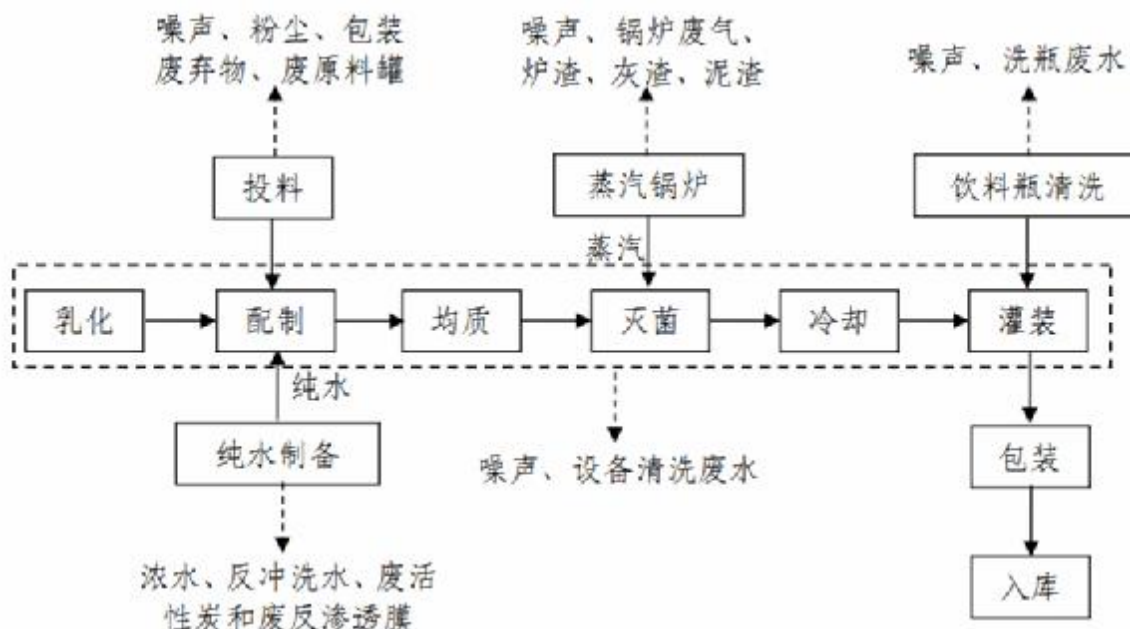 噪声、粉尘、包装
废弃物、废原料罐
噪声、锅炉废气、
炉渣、灰渣、泥渣
噪声、洗瓶废水
投料
蒸汽锅炉
饮料瓶清洗
蒸汽
乳化
配制
均质
灭菌
冷却
灌装
纯水
纯水制备
噪声、设备清洗废水
包装
浓水、反冲洗水、废活
性炭和废反渗透膜
入库